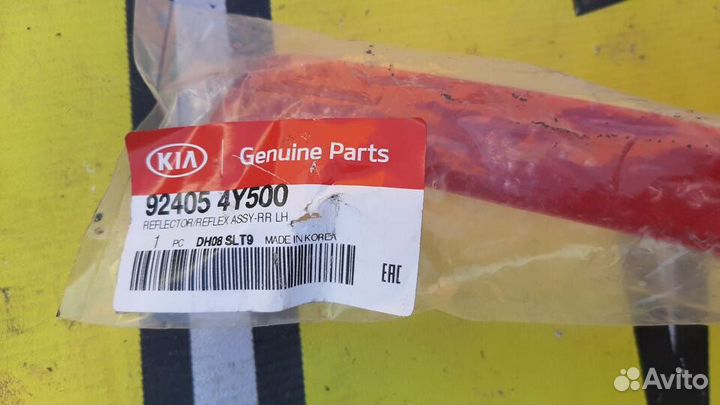 KIA Genuine Parts
92405 4Y500
REFLECTOR/REFLEX ASSY-RR LH
1 PC DH08 SLT9 MADE IN KOREA
EAC
Avito